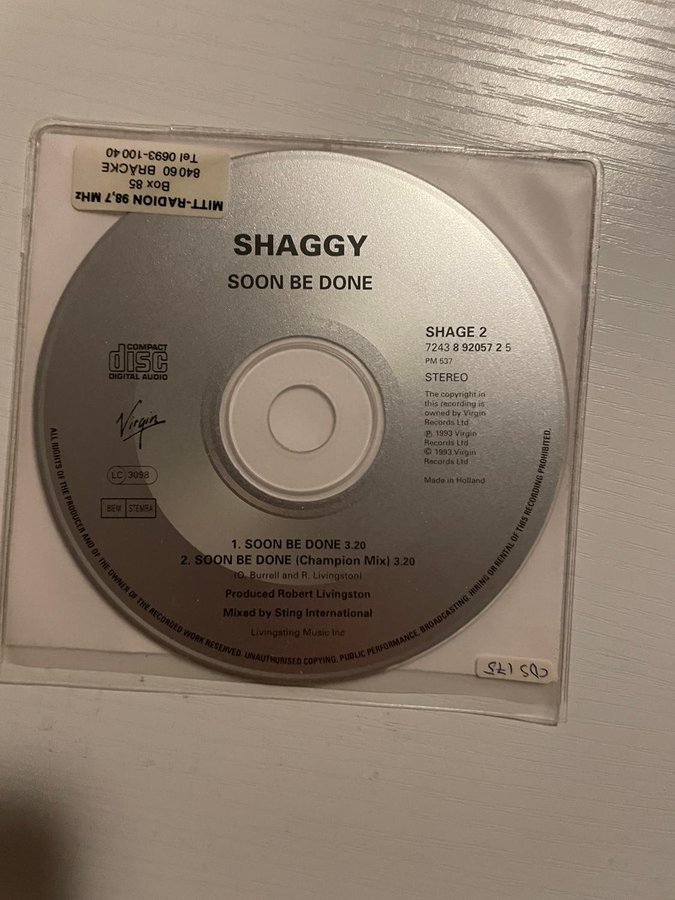 MITT-RADION 98,7 MHz
Box 85
840 60 BRÄCKE
Tel 0693-100 40
SHAGGY
SOON BE DONE
COMPACT
disc
DIGITAL AUDIO
Virgin
LC 3098
BIEM STEMRA
SHAGE 2
7243 8 92057 2 5
PM 537
STEREO
The copyright in
this recording is
owned by Virgin
Records Ltd
℗ 1993 Virgin
Records Ltd
© 1993 Virgin
Records Ltd
Made in Holland
1. SOON BE DONE 3.20
2. SOON BE DONE (Champion Mix) 3.20
(O. Burrell and R. Livingston)
Produced Robert Livingston
Mixed by Sting International
Livingsting Music Inc
ALL RIGHTS OF THE PRODUCER AND OF THE OWNER OF THE RECORDED WORK RESERVED. UNAUTHORISED COPYING, PUBLIC PERFORMANCE, BROADCASTING, HIRING OR RENTAL OF THIS RECORDING PROHIBITED.
CDS 175